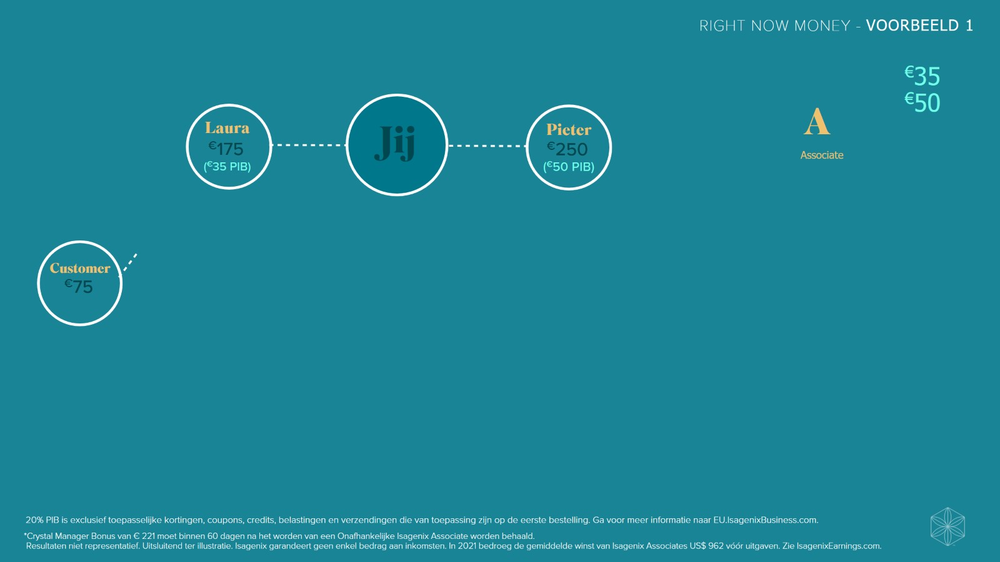 RIGHT NOW MONEY - VOORBEELD 1
€35
€50
A
Associate
Laura
€175
(€35 PIB)
Jij
Pieter
€250
(€50 PIB)
Customer
€75
20% PIB is exclusief toepasselijke kortingen, coupons, credits, belastingen en verzendingen die van toepassing zijn op de eerste bestelling. Ga voor meer informatie naar EU.IsagenixBusiness.com.
*Crystal Manager Bonus van € 221 moet binnen 60 dagen na het worden van een Onafhankelijke Isagenix Associate worden behaald.
Resultaten niet representatief. Uitsluitend ter illustratie. Isagenix garandeert geen enkel bedrag aan inkomsten. In 2021 bedroeg de gemiddelde winst van Isagenix Associates US$ 962 vóór uitgaven. Zie IsagenixEarnings.com.